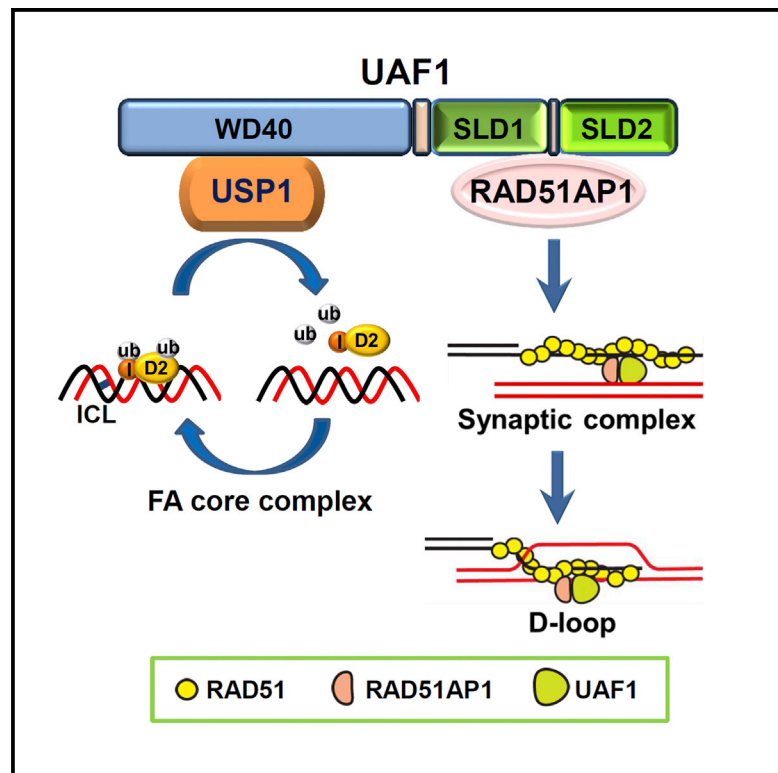 UAF1
WD40
SLD1
SLD2
USP1
RAD51AP1
ub
ub
I
D2
ICL
ub
ub
I
D2
FA core complex
Synaptic complex
D-loop
RAD51
RAD51AP1
UAF1